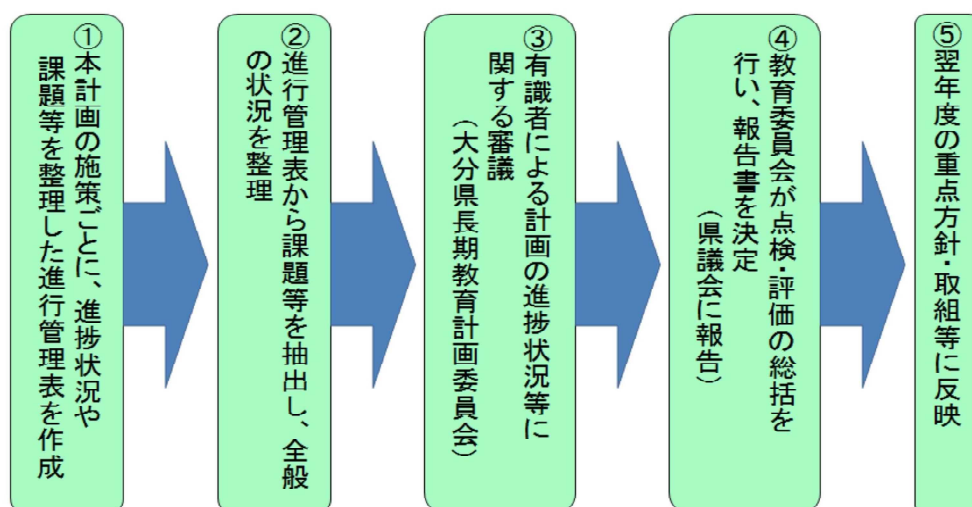 ①本計画の施策ごとに、進捗状況や
課題等を整理した進行管理表を作成
②進行管理表から課題等を抽出し、全般
の状況を整理
③有識者による計画の進捗状況等に
関する審議
(大分県長期教育計画委員会)
④教育委員会が点検・評価の総括を
行い、報告書を決定
(県議会に報告)
⑤翌年度の重点方針・取組等に反映